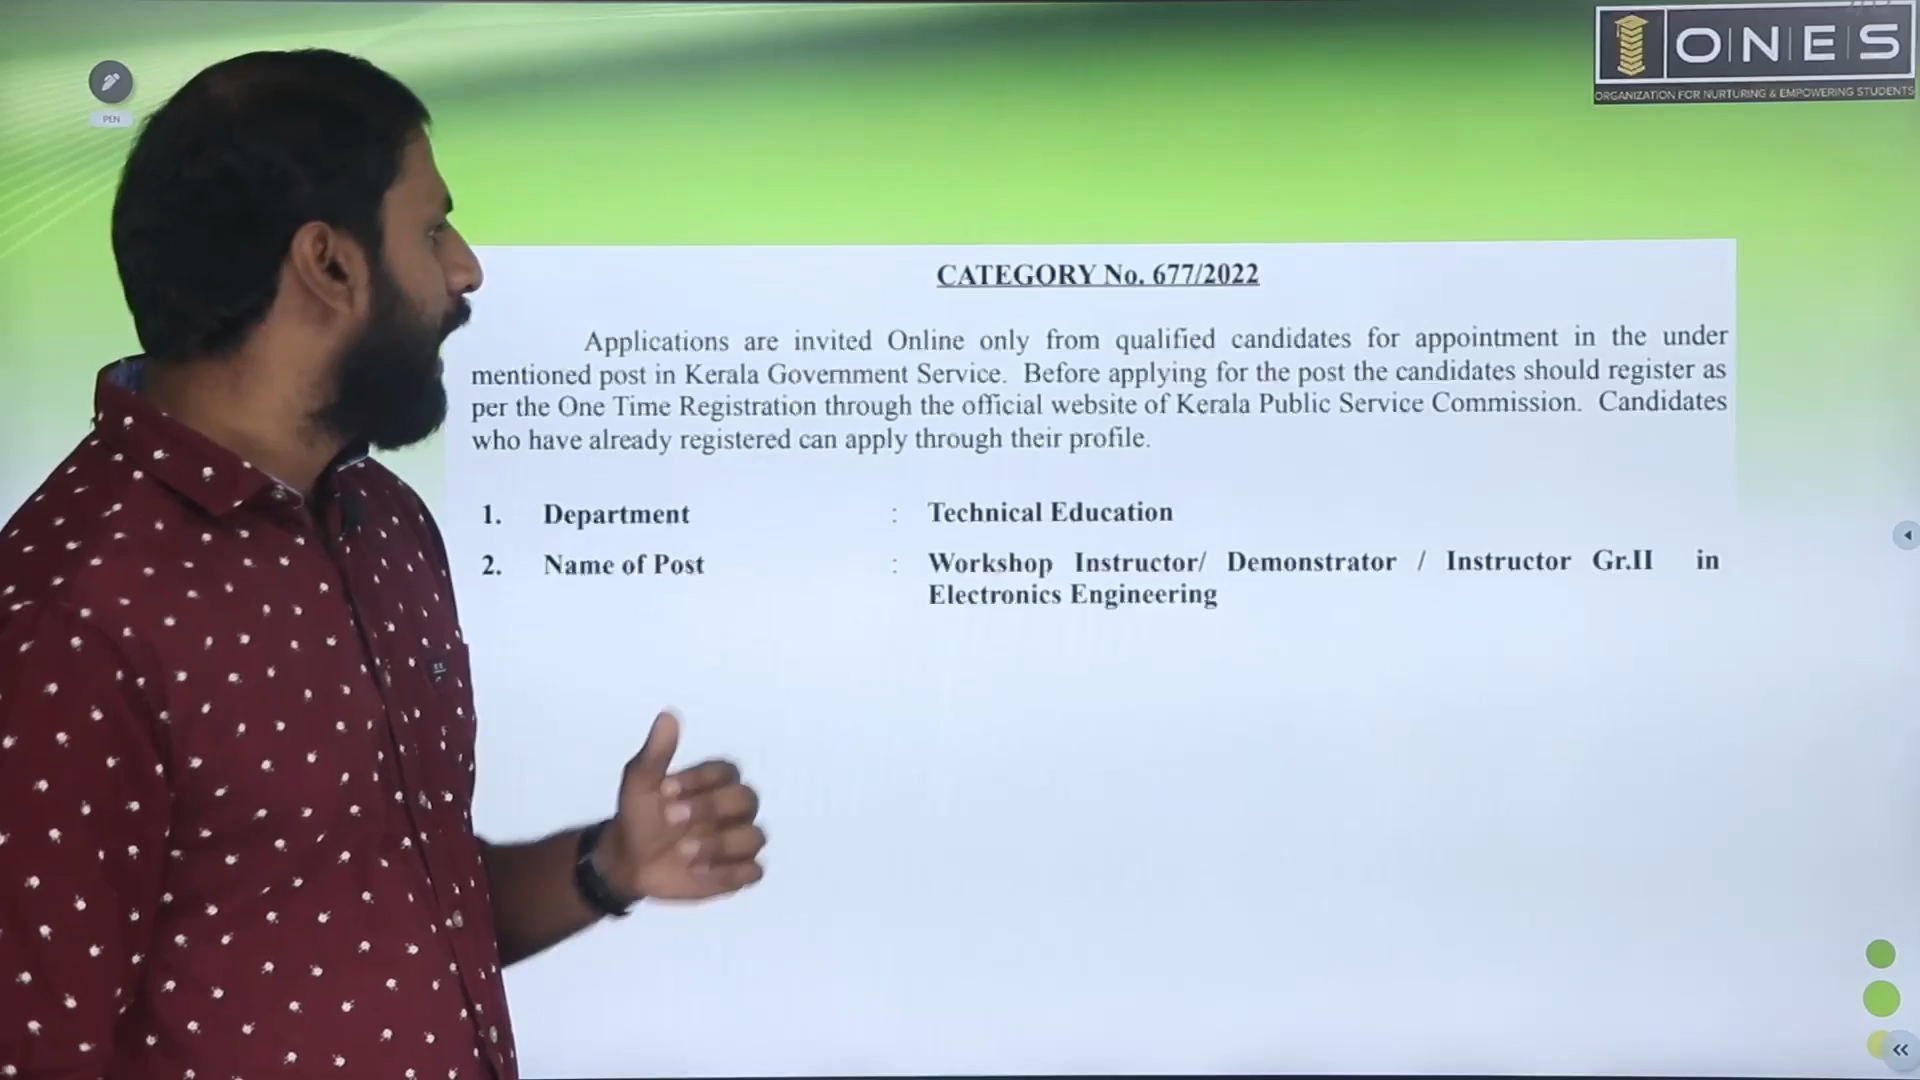 ONES
ORGANIZATION FOR NURTURING & EMPOWERING STUDENTS
PEN
CATEGORY No. 677/2022
Applications are invited Online only from qualified candidates for appointment in the under
mentioned post in Kerala Government Service. Before applying for the post the candidates should register as
per the One Time Registration through the official website of Kerala Public Service Commission. Candidates
who have already registered can apply through their profile.
1. Department : Technical Education
2. Name of Post : Workshop Instructor/ Demonstrator / Instructor Gr.II in
Electronics Engineering